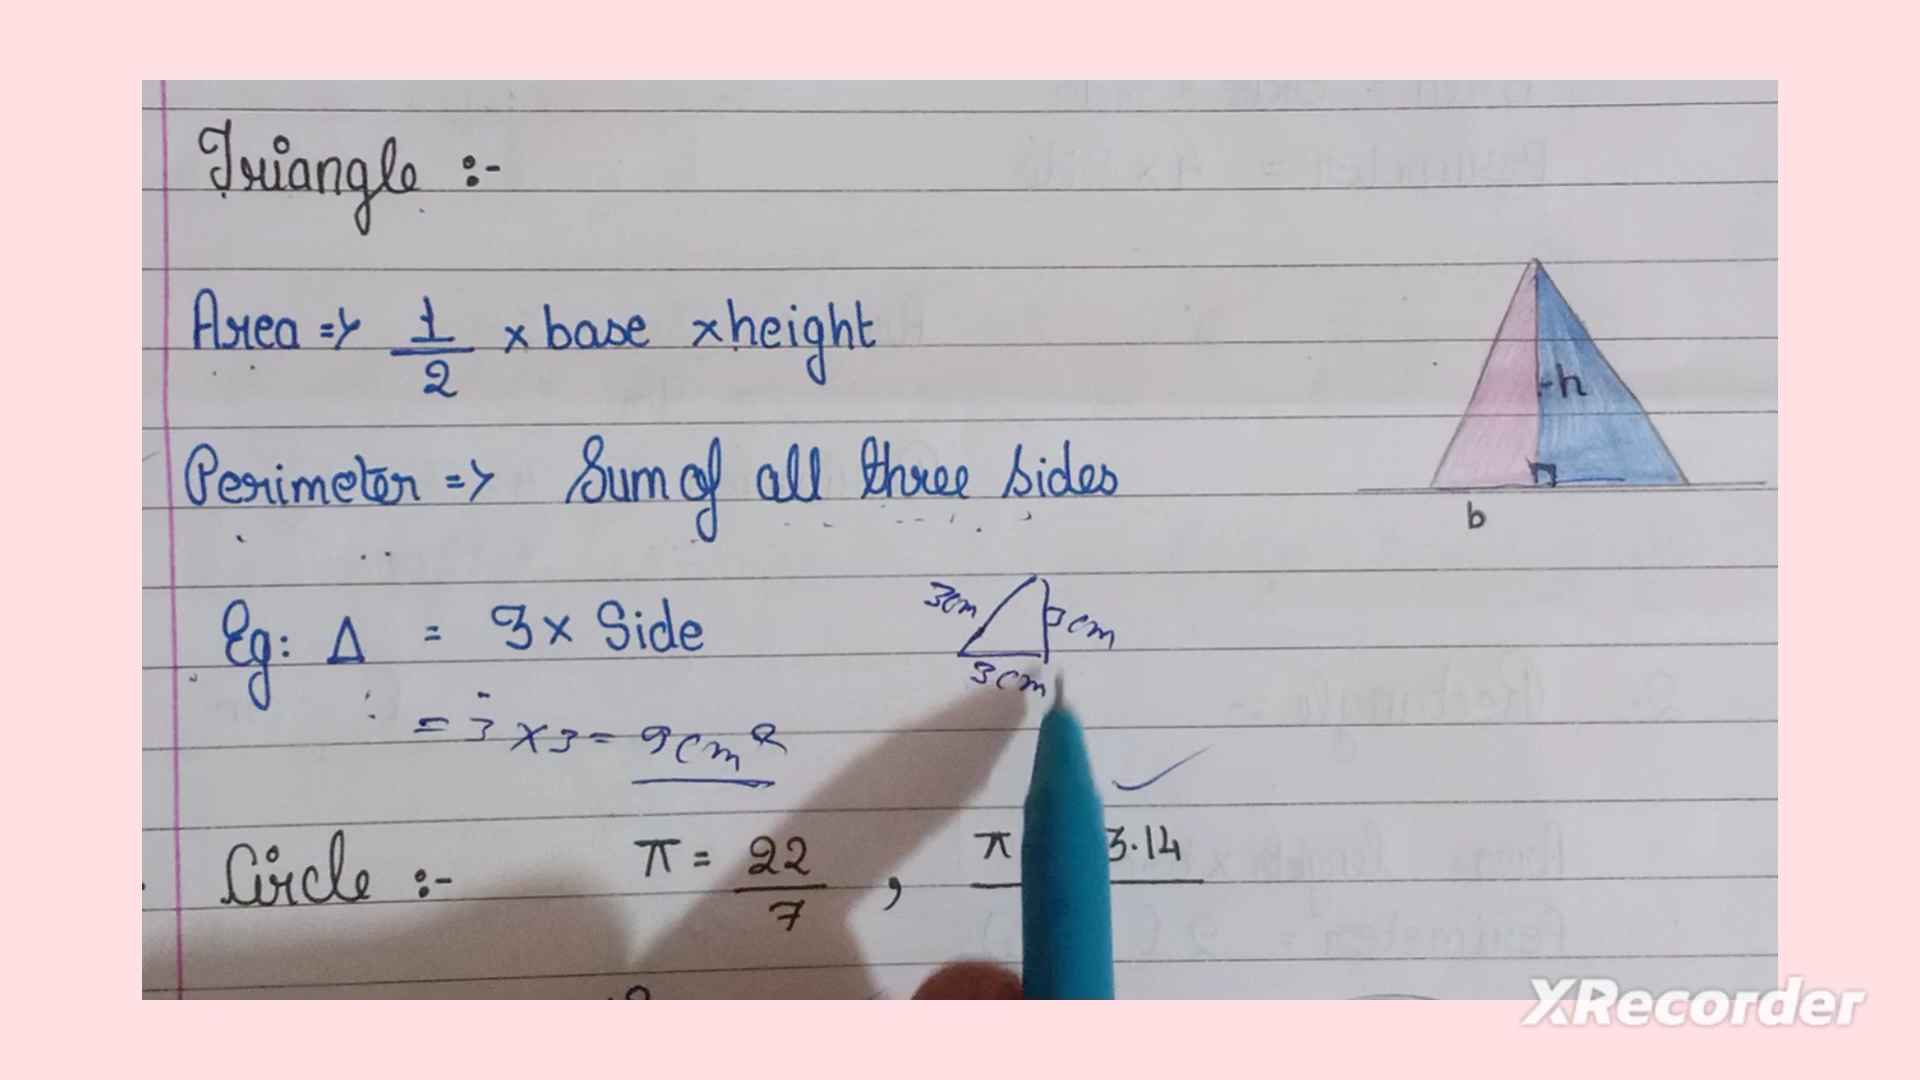 Triangle :-
Area => 1/2 x base x height
h
Perimeter => Sum of all three sides
b
Eg: Δ = 3x Side
3cm
3cm
3cm
= 3 x 3 = 9cm²
Circle :- π = 22/7 , π 3.14
XRecorder